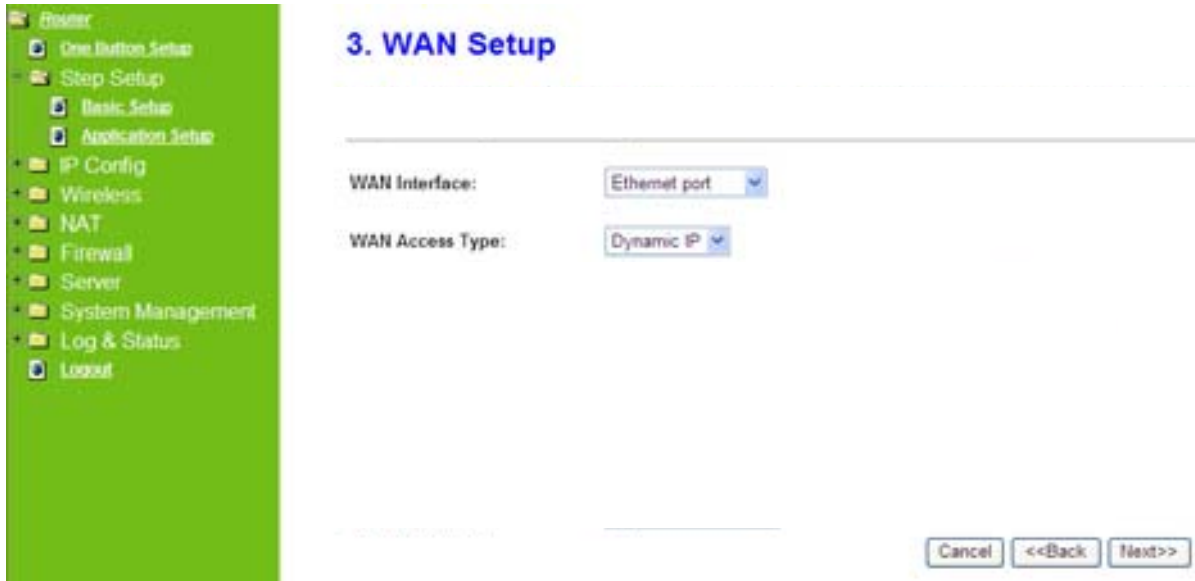 Router
One Button Setup
Step Setup
Basic Setup
Application Setup
IP Config
Wireless
NAT
Firewall
Server
System Management
Log & Status
Logout
3. WAN Setup
WAN Interface: Ethernet port
WAN Access Type: Dynamic IP
Cancel <<Back Next>>